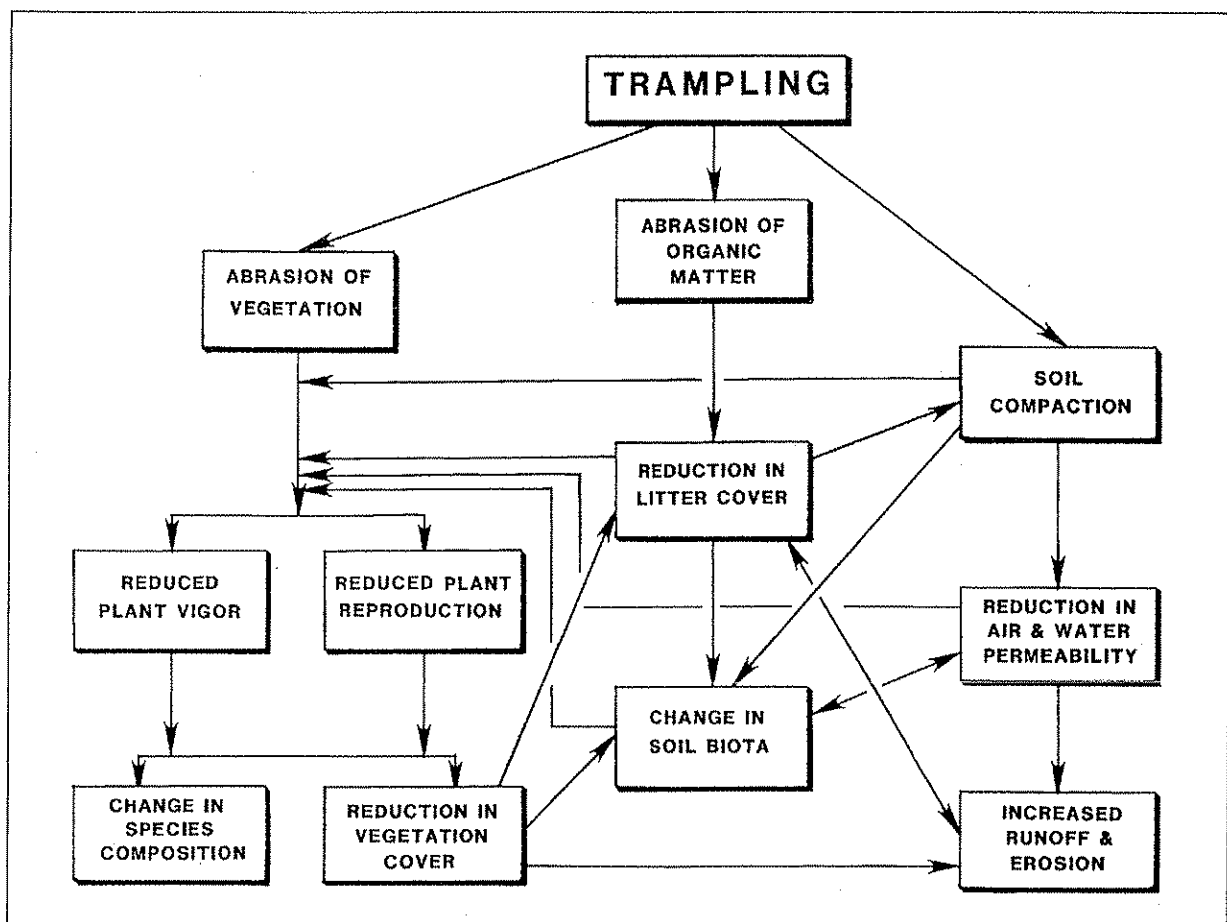 TRAMPLING
ABRASION OF
ORGANIC
MATTER
ABRASION OF
VEGETATION
SOIL
COMPACTION
REDUCTION IN
LITTER COVER
REDUCED
PLANT VIGOR
REDUCED PLANT
REPRODUCTION
REDUCTION IN
AIR & WATER
PERMEABILITY
CHANGE IN
SOIL BIOTA
CHANGE IN
SPECIES
COMPOSITION
REDUCTION IN
VEGETATION
COVER
INCREASED
RUNOFF &
EROSION